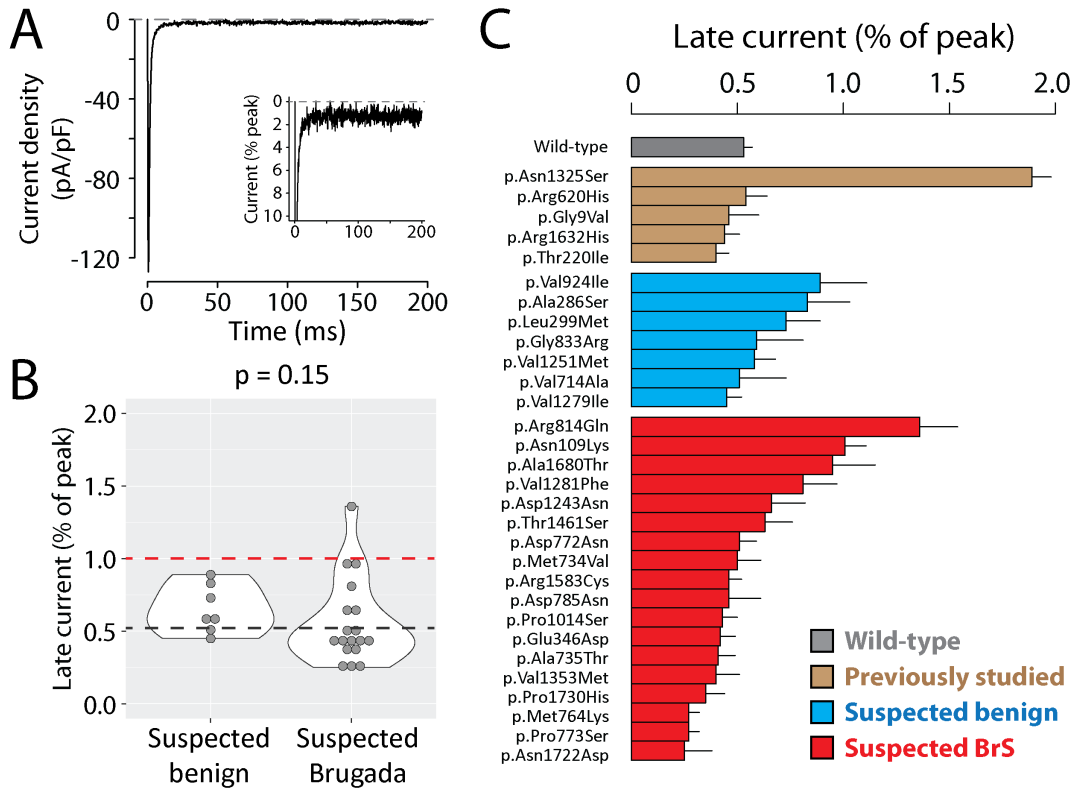 A
0
-40
-80
-120
Current density
(pA/pF)
0
50
100
150
200
Time (ms)
0
2
4
6
8
10
Current (% peak)
0
100
200
B
p = 0.15
2.0
1.5
1.0
0.5
0.0
Late current (% of peak)
Suspected
benign
Suspected
Brugada
C
Late current (% of peak)
0
0.5
1.0
1.5
2.0
Wild-type
p.Asn1325Ser
p.Arg620His
p.Gly9Val
p.Arg1632His
p.Thr220Ile
p.Val924Ile
p.Ala286Ser
p.Leu299Met
p.Gly833Arg
p.Val1251Met
p.Val714Ala
p.Val1279Ile
p.Arg814Gln
p.Asn109Lys
p.Ala1680Thr
p.Val1281Phe
p.Asp1243Asn
p.Thr1461Ser
p.Asp772Asn
p.Met734Val
p.Arg1583Cys
p.Asp785Asn
p.Pro1014Ser
p.Glu346Asp
p.Ala735Thr
p.Val1353Met
p.Pro1730His
p.Met764Lys
p.Pro773Ser
p.Asn1722Asp
Wild-type
Previously studied
Suspected benign
Suspected BrS